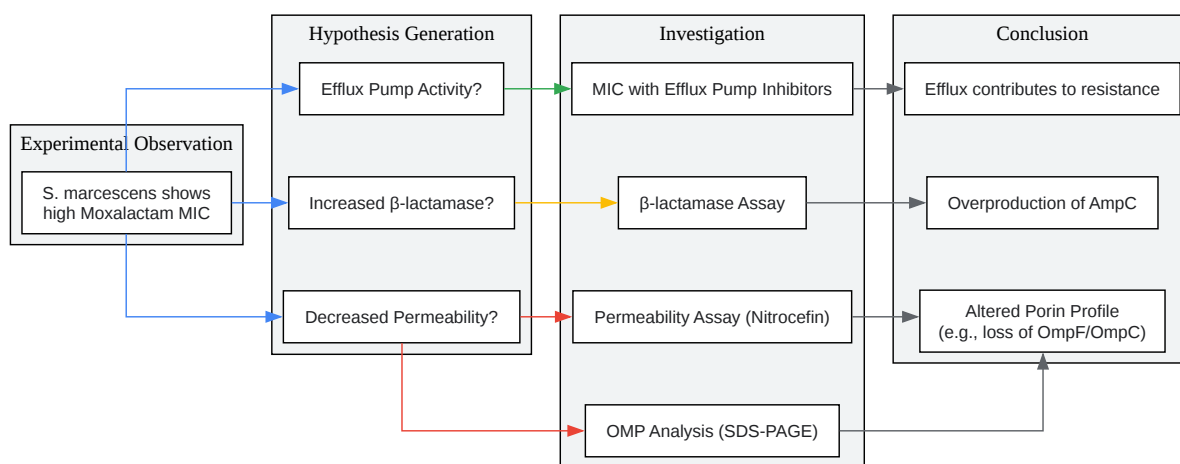 Hypothesis Generation
Investigation
Conclusion
Efflux Pump Activity?
MIC with Efflux Pump Inhibitors
Efflux contributes to resistance
Experimental Observation
S. marcescens shows
high Moxalactam MIC
Increased β-lactamase?
β-lactamase Assay
Overproduction of AmpC
Decreased Permeability?
Permeability Assay (Nitrocefin)
Altered Porin Profile
(e.g., loss of OmpF/OmpC)
OMP Analysis (SDS-PAGE)